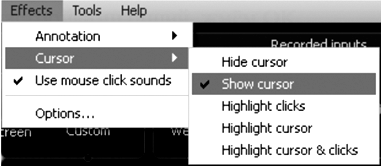 Effects Tools Help
Annotation
Recorded inputs
Cursor
Hide cursor
Use mouse click sounds
Show cursor
Highlight clicks
Options...
Highlight cursor
Custom
Highlight cursor & clicks